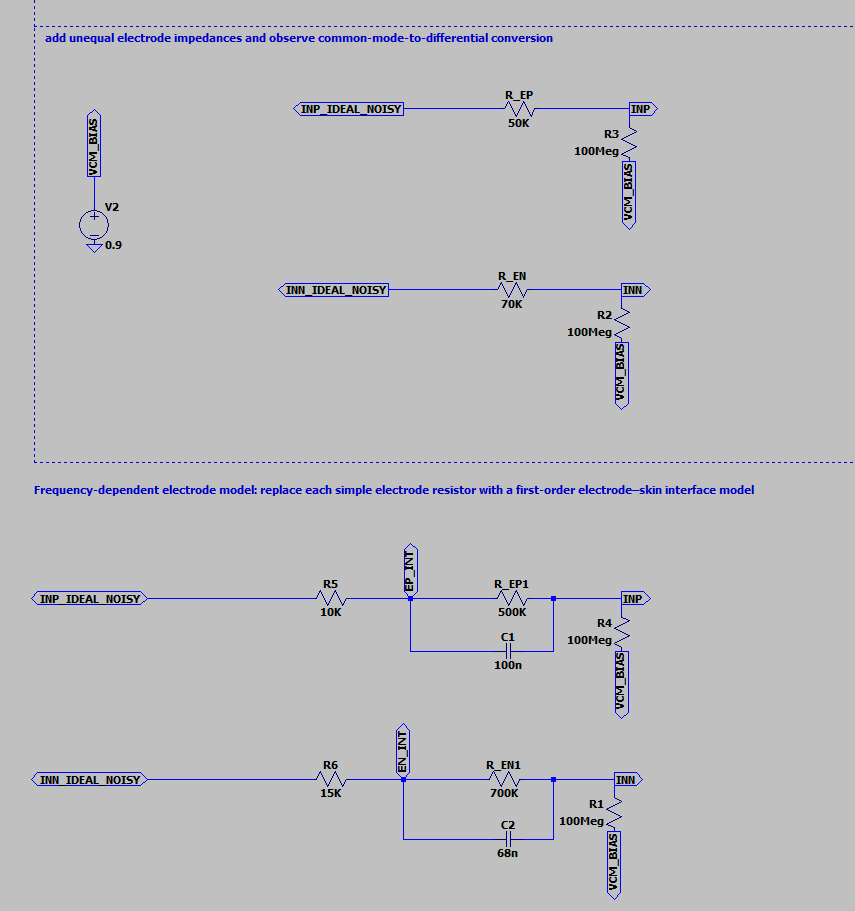 add unequal electrode impedances and observe common-mode-to-differential conversion
VCM_BIAS
V2
0.9
INP_IDEAL_NOISY
R_EP
50K
INP
R3
100Meg
VCM_BIAS
INN_IDEAL_NOISY
R_EN
70K
INN
R2
100Meg
VCM_BIAS
Frequency-dependent electrode model: replace each simple electrode resistor with a first-order electrode–skin interface model
INP_IDEAL_NOISY
R5
10K
EP_INT
R_EP1
500K
C1
100n
INP
R4
100Meg
VCM_BIAS
INN_IDEAL_NOISY
R6
15K
EN_INT
R_EN1
700K
C2
68n
INN
R1
100Meg
VCM_BIAS